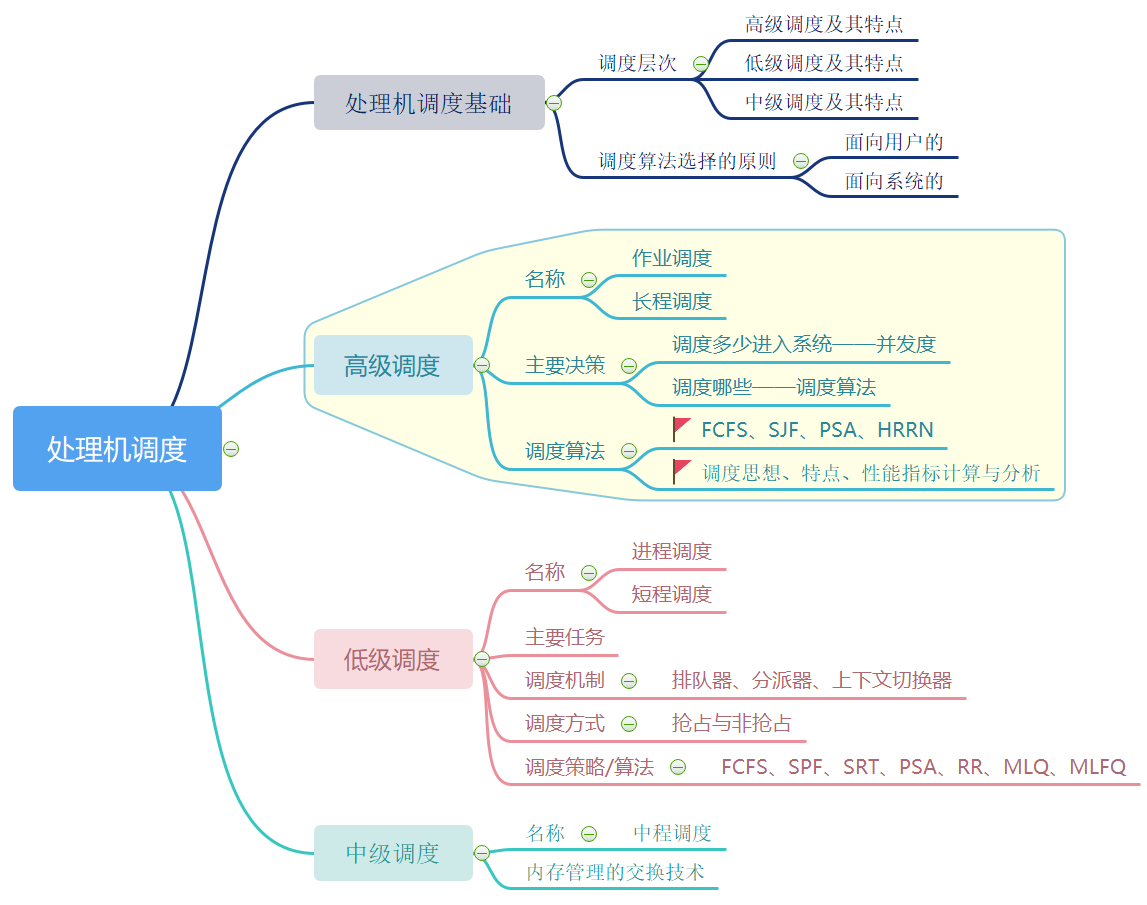 处理机调度
处理机调度基础
调度层次
高级调度及其特点
低级调度及其特点
中级调度及其特点
调度算法选择的原则
面向用户的
面向系统的
高级调度
名称
作业调度
长程调度
主要决策
调度多少进入系统——并发度
调度哪些——调度算法
调度算法
FCFS、SJF、PSA、HRRN
调度思想、特点、性能指标计算与分析
低级调度
名称
进程调度
短程调度
主要任务
调度机制
排队器、分派器、上下文切换器
调度方式
抢占与非抢占
调度策略/算法
FCFS、SPF、SRT、PSA、RR、MLQ、MLFQ
中级调度
名称
中程调度
内存管理的交换技术